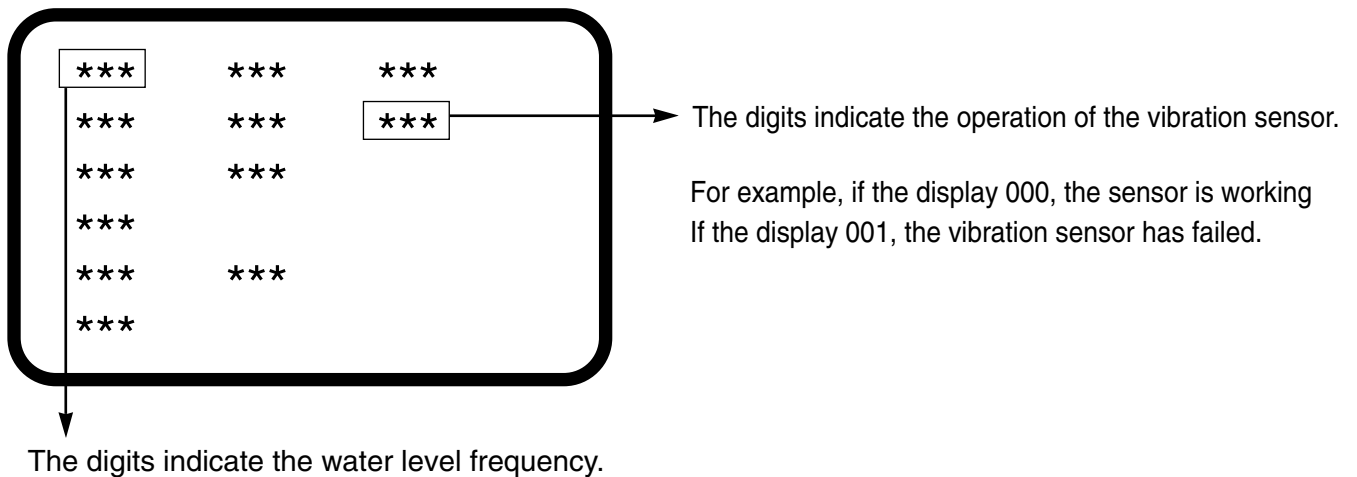 *** *** ***
*** *** ***
*** ***
***
*** ***
***
The digits indicate the operation of the vibration sensor.
For example, if the display 000, the sensor is working
If the display 001, the vibration sensor has failed.
The digits indicate the water level frequency.